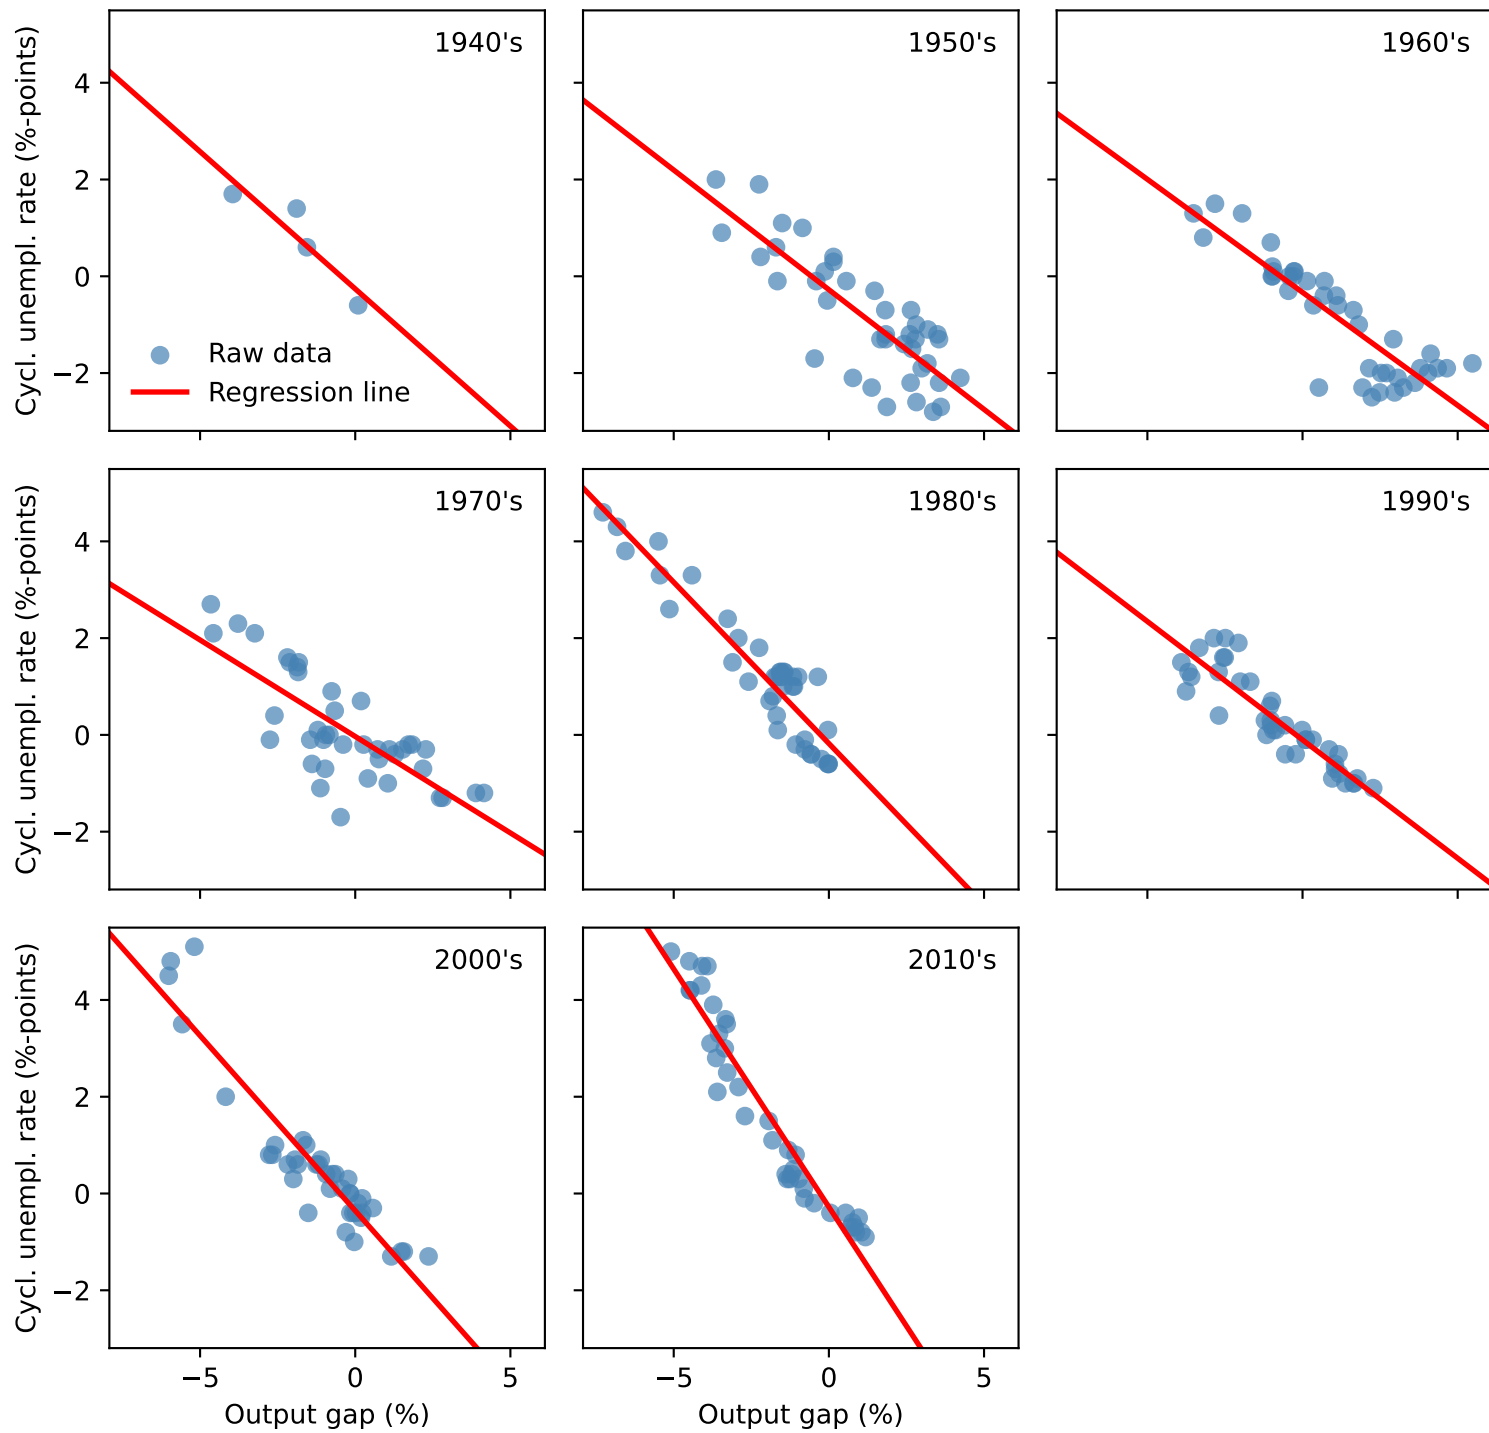 1940's
1950's
1960's
4
2
0
−2
Cycl. unempl. rate (%-points)
Raw data
Regression line
1970's
1980's
1990's
4
2
0
−2
Cycl. unempl. rate (%-points)
2000's
2010's
4
2
0
−2
Cycl. unempl. rate (%-points)
−5 0 5
−5 0 5
Output gap (%)
Output gap (%)